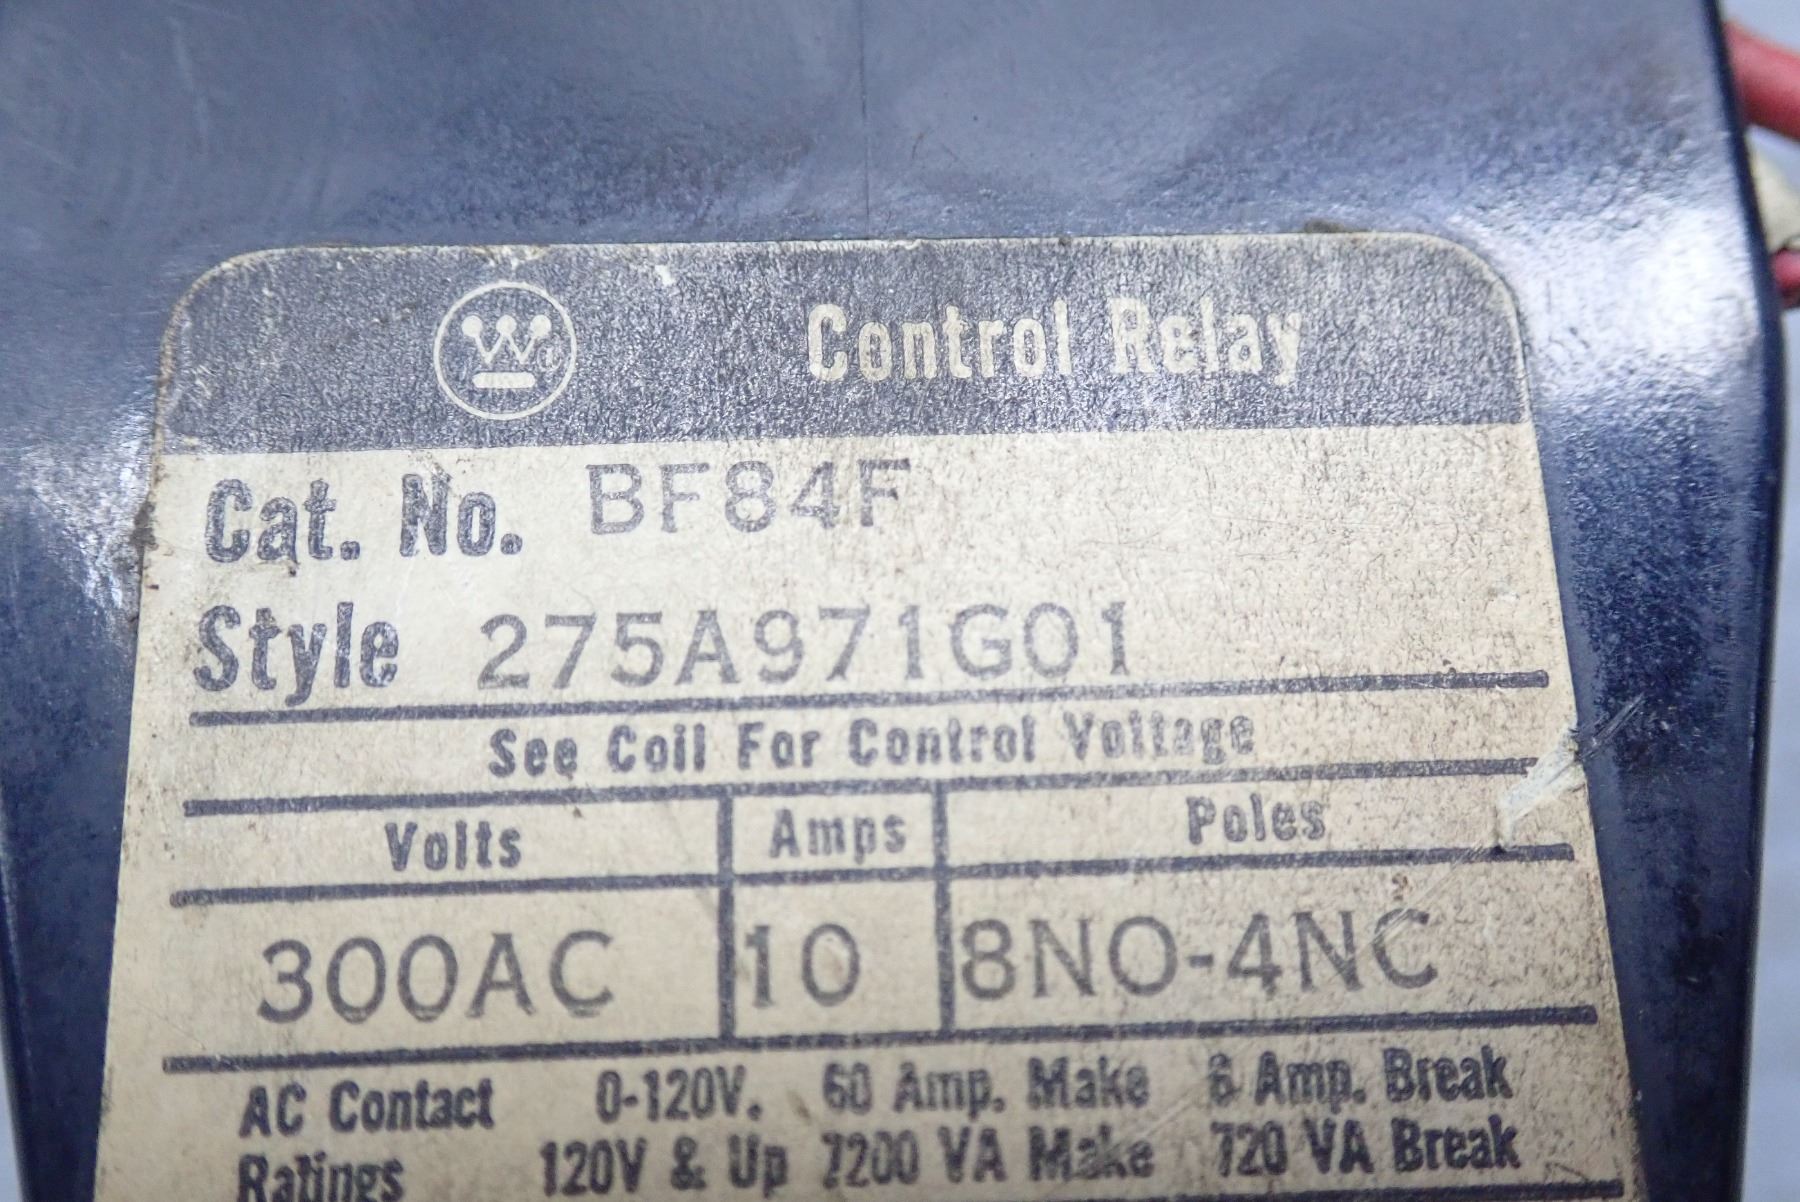 W
Control Relay
Cat. No. BF84F
Style 275A971G01
See Coil For Control Voltage
Volts Amps Poles
300AC 10 8NO-4NC
AC Contact 0-120V. 60 Amp. Make 6 Amp. Break
Ratings 120V & Up 7200 VA Make 720 VA Break